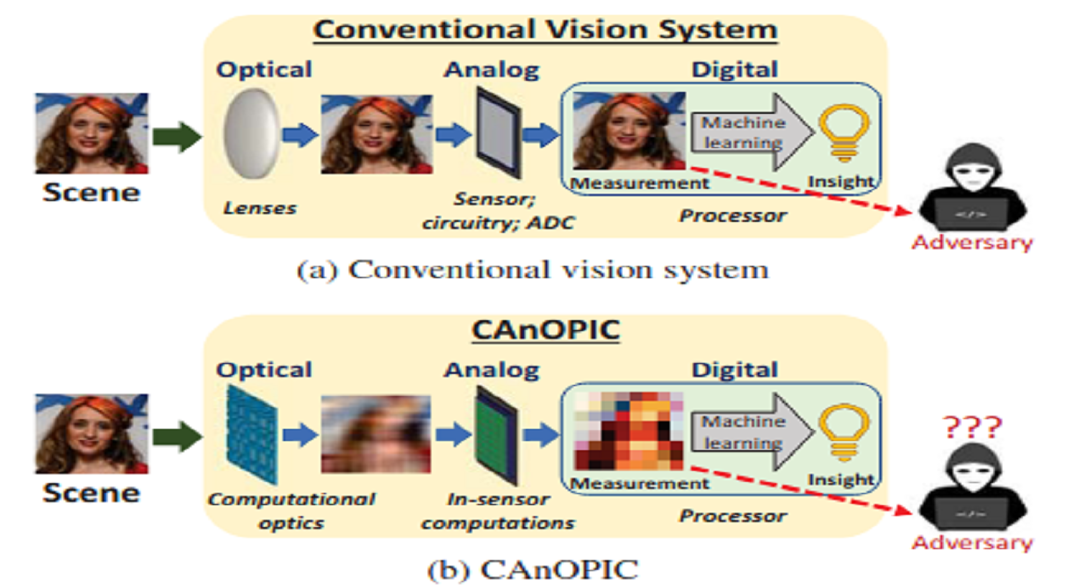 Conventional Vision System
Optical Analog Digital
Machine
learning
Scene
Measurement Insight
Lenses
Sensor;
circuitry; ADC
Processor
</>
Adversary
(a) Conventional vision system
CAnOPIC
Optical Analog Digital
Machine
learning
???
Scene
Measurement Insight
Computational
optics
In-sensor
computations
Processor
</>
Adversary
(b) CAnOPIC